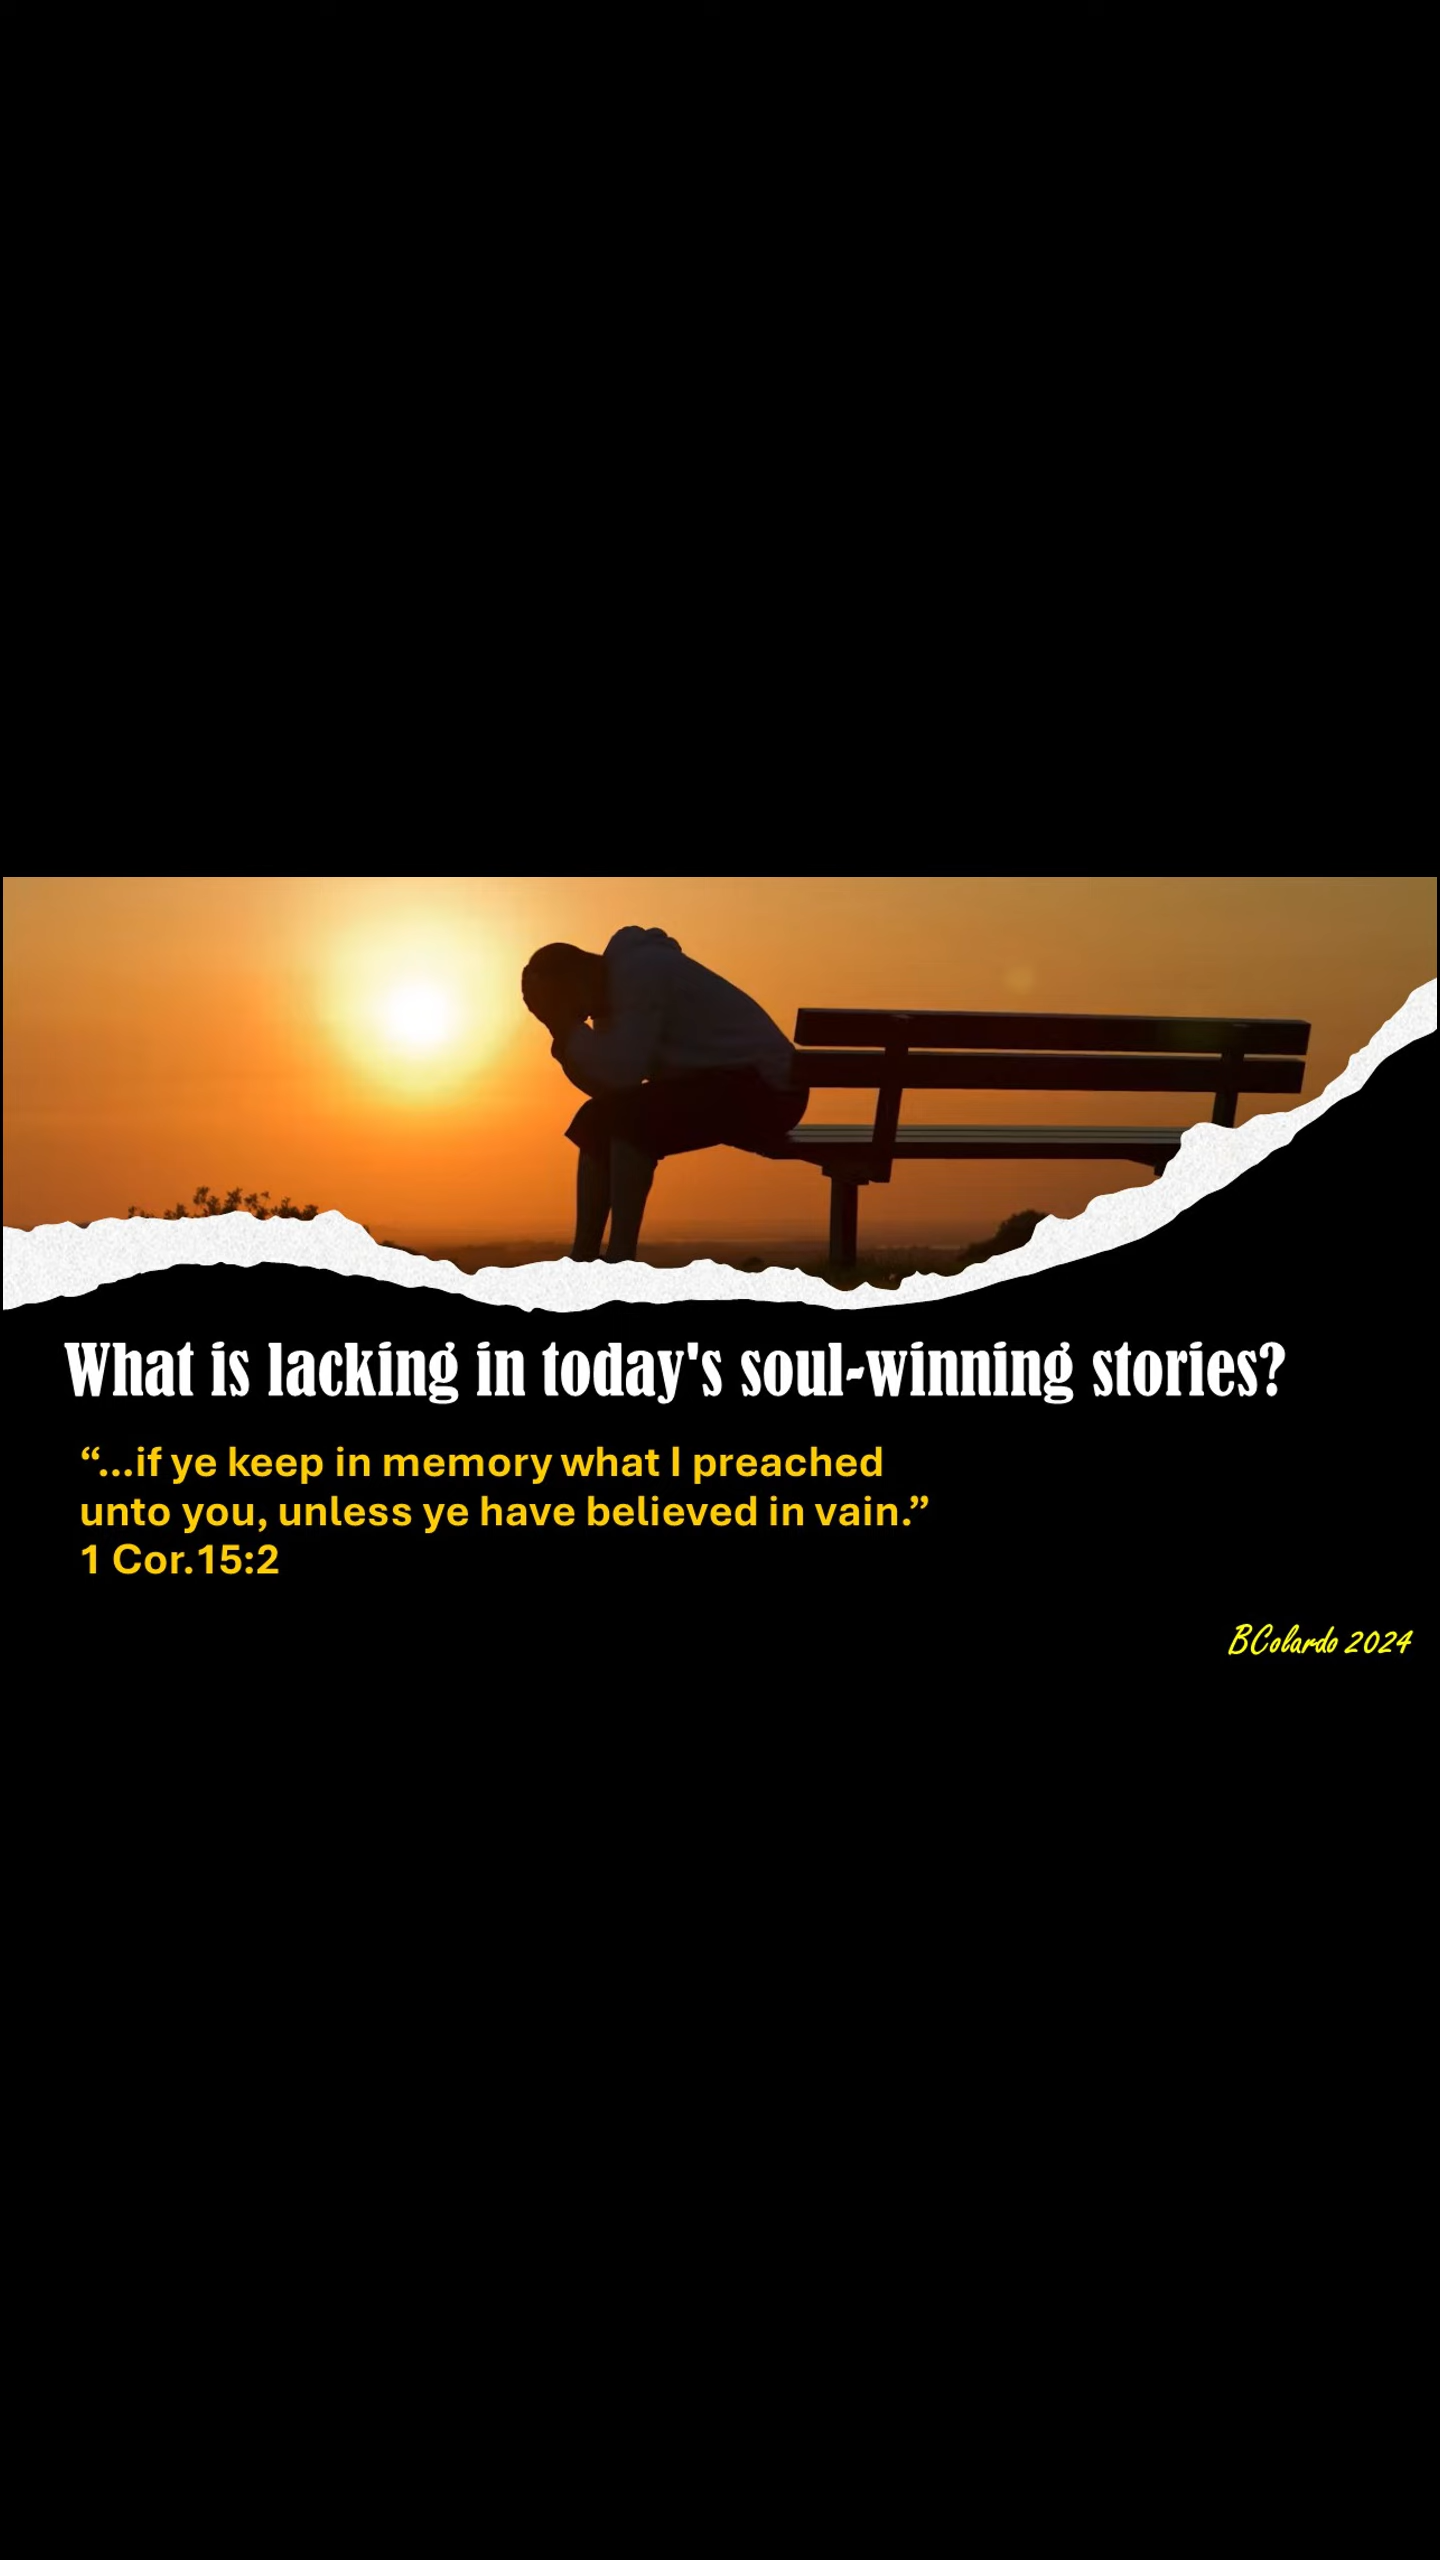 What is lacking in today's soul-winning stories?
“...if ye keep in memory what I preached
unto you, unless ye have believed in vain.”
1 Cor.15:2
BColardo 2024